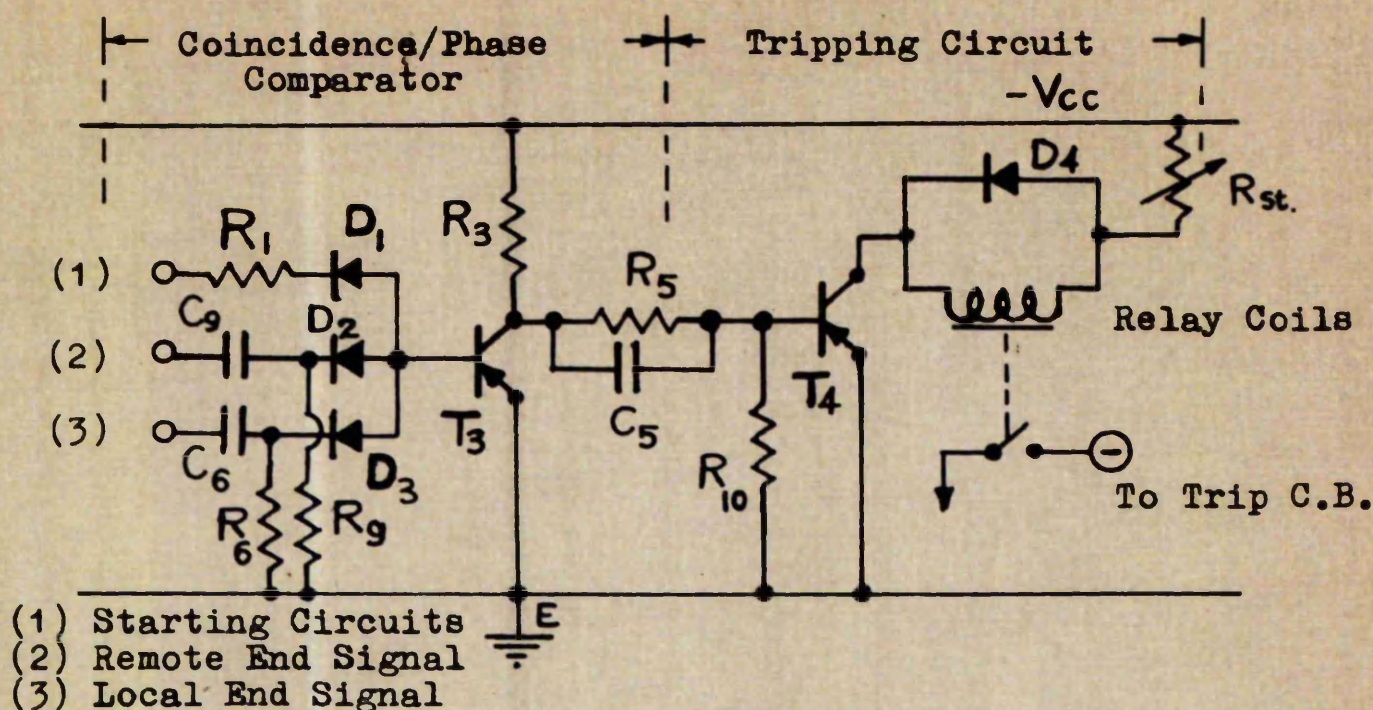 Coincidence/Phase Comparator
Tripping Circuit
-Vcc
D4
Rst.
R3
R1
D1
(1)
C9
D2
(2)
R5
Relay Coils
(3)
C6
D3
T3
C5
T4
R10
R6
R9
To Trip C.B.
E
(1) Starting Circuits
(2) Remote End Signal
(3) Local End Signal